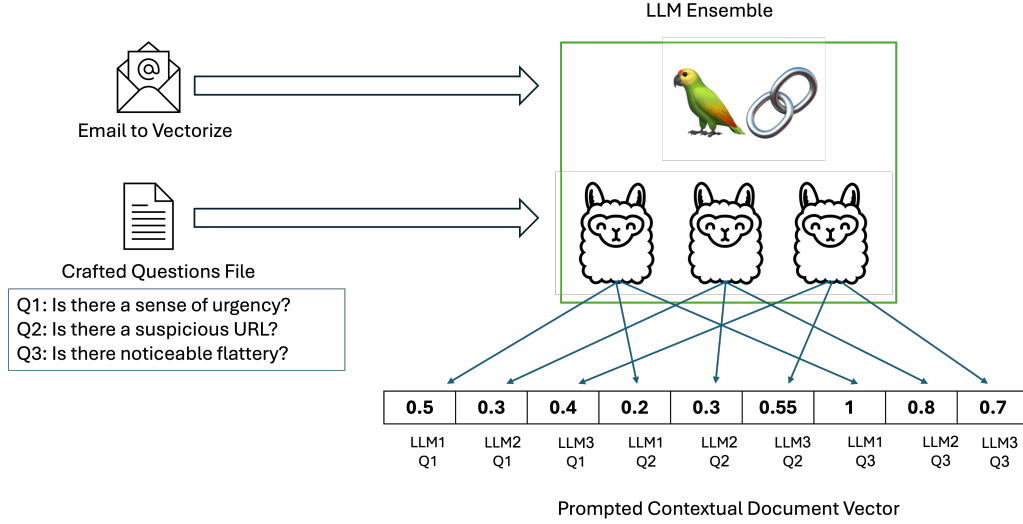 LLM Ensemble
@
Email to Vectorize
Crafted Questions File
Q1: Is there a sense of urgency?
Q2: Is there a suspicious URL?
Q3: Is there noticeable flattery?
0.5 0.3 0.4 0.2 0.3 0.55 1 0.8 0.7
LLM1 LLM2 LLM3 LLM1 LLM2 LLM3 LLM1 LLM2 LLM3
Q1 Q1 Q1 Q2 Q2 Q2 Q3 Q3 Q3
Prompted Contextual Document Vector